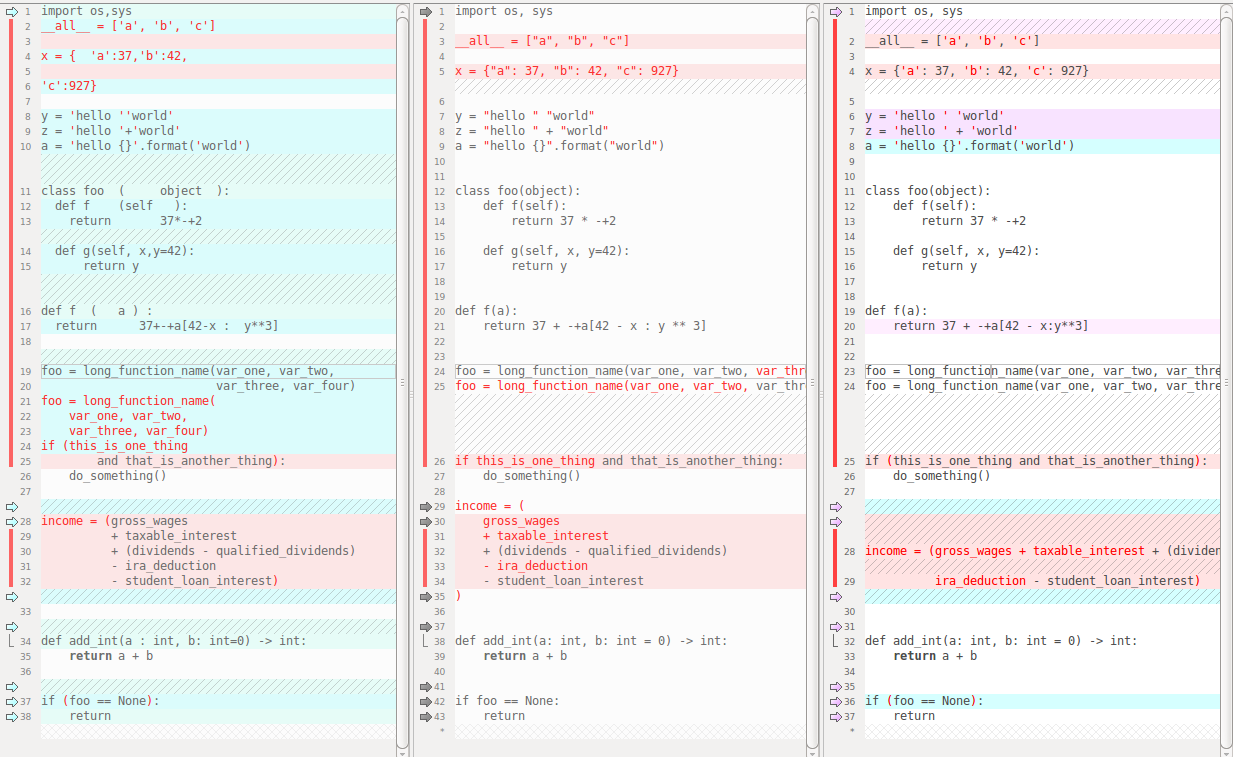 1 import os,sys
2 __all__ = ['a', 'b', 'c']
3
4 x = {  'a':37,'b':42,
5
6 'c':927}
7
8 y = 'hello ''world'
9 z = 'hello '+'world'
10 a = 'hello {}'.format('world')
11 class foo  (     object  ):
12   def f    (self   ):
13     return       37*-+2
14   def g(self, x,y=42):
15       return y
16 def f  (   a ) :
17   return      37+-+a[42-x :  y**3]
18
19 foo = long_function_name(var_one, var_two,
20                          var_three, var_four)
21 foo = long_function_name(
22     var_one, var_two,
23     var_three, var_four)
24 if (this_is_one_thing
25         and that_is_another_thing):
26     do_something()
27
28 income = (gross_wages
29           + taxable_interest
30           + (dividends - qualified_dividends)
31           - ira_deduction
32           - student_loan_interest)
33
34 def add_int(a : int, b: int=0) -> int:
35     return a + b
36
37 if (foo == None):
38     return
1 import os, sys
2
3 __all__ = ["a", "b", "c"]
4
5 x = {"a": 37, "b": 42, "c": 927}
6
7 y = "hello " "world"
8 z = "hello " + "world"
9 a = "hello {}".format("world")
10
11
12 class foo(object):
13     def f(self):
14         return 37 * -+2
15
16     def g(self, x, y=42):
17         return y
18
19
20 def f(a):
21     return 37 + -+a[42 - x : y ** 3]
22
23
24 foo = long_function_name(var_one, var_two, var_thr
25 foo = long_function_name(var_one, var_two, var_thr
26 if this_is_one_thing and that_is_another_thing:
27     do_something()
28
29 income = (
30     gross_wages
31     + taxable_interest
32     + (dividends - qualified_dividends)
33     - ira_deduction
34     - student_loan_interest
35 )
36
37
38 def add_int(a: int, b: int = 0) -> int:
39     return a + b
40
41
42 if foo == None:
43     return
*
1 import os, sys
2 __all__ = ['a', 'b', 'c']
3
4 x = {'a': 37, 'b': 42, 'c': 927}
5
6 y = 'hello ' 'world'
7 z = 'hello ' + 'world'
8 a = 'hello {}'.format('world')
9
10
11 class foo(object):
12     def f(self):
13         return 37 * -+2
14
15     def g(self, x, y=42):
16         return y
17
18
19 def f(a):
20     return 37 + -+a[42 - x:y**3]
21
22
23 foo = long_function_name(var_one, var_two, var_thre
24 foo = long_function_name(var_one, var_two, var_thre
25 if (this_is_one_thing and that_is_another_thing):
26     do_something()
27
28 income = (gross_wages + taxable_interest + (dividen
29           ira_deduction - student_loan_interest)
30
31
32 def add_int(a: int, b: int = 0) -> int:
33     return a + b
34
35
36 if (foo == None):
37     return
*